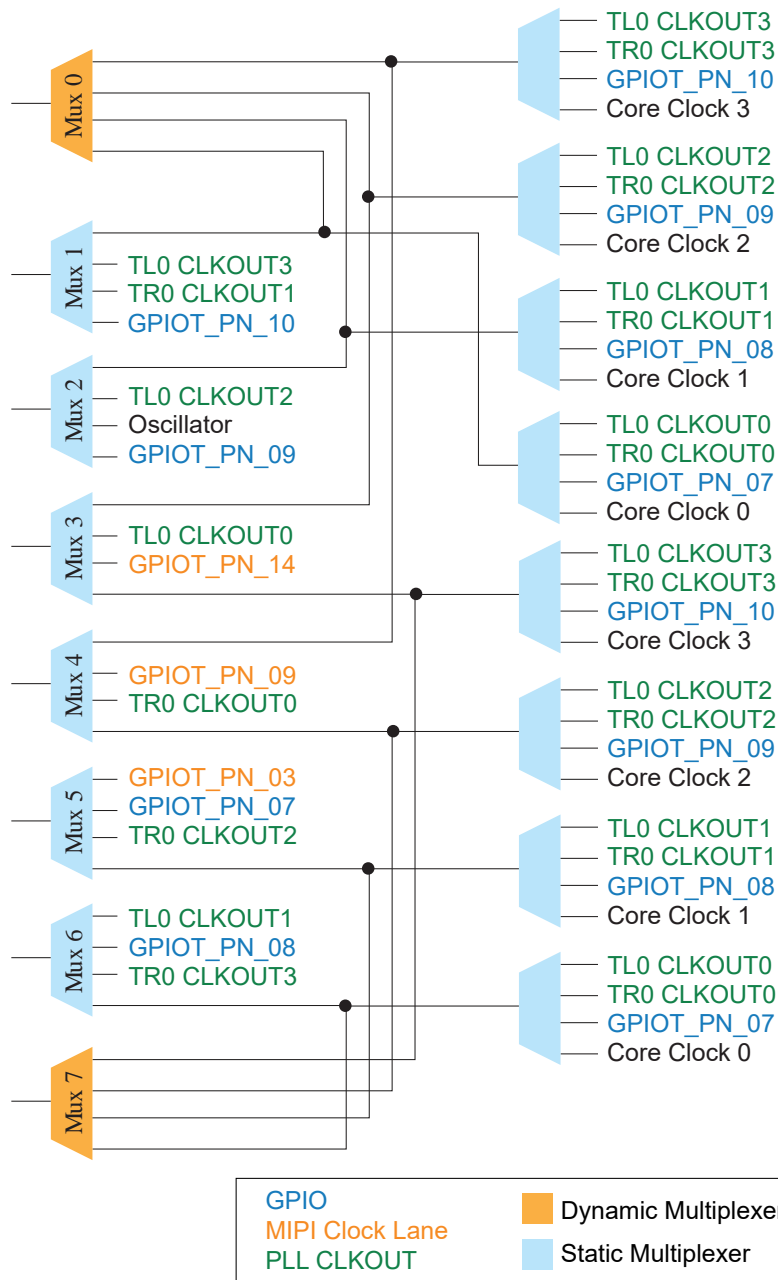 Mux 0
TL0 CLKOUT3
TR0 CLKOUT3
GPIOT_PN_10
Core Clock 3
TL0 CLKOUT2
TR0 CLKOUT2
GPIOT_PN_09
Core Clock 2
Mux 1
TL0 CLKOUT3
TR0 CLKOUT1
GPIOT_PN_10
TL0 CLKOUT1
TR0 CLKOUT1
GPIOT_PN_08
Core Clock 1
Mux 2
TL0 CLKOUT2
Oscillator
GPIOT_PN_09
TL0 CLKOUT0
TR0 CLKOUT0
GPIOT_PN_07
Core Clock 0
Mux 3
TL0 CLKOUT0
GPIOT_PN_14
TL0 CLKOUT3
TR0 CLKOUT3
GPIOT_PN_10
Core Clock 3
Mux 4
GPIOT_PN_09
TR0 CLKOUT0
TL0 CLKOUT2
TR0 CLKOUT2
GPIOT_PN_09
Core Clock 2
Mux 5
GPIOT_PN_03
GPIOT_PN_07
TR0 CLKOUT2
TL0 CLKOUT1
TR0 CLKOUT1
GPIOT_PN_08
Core Clock 1
Mux 6
TL0 CLKOUT1
GPIOT_PN_08
TR0 CLKOUT3
TL0 CLKOUT0
TR0 CLKOUT0
GPIOT_PN_07
Core Clock 0
Mux 7
GPIO
MIPI Clock Lane
PLL CLKOUT
Dynamic Multiplexer
Static Multiplexer